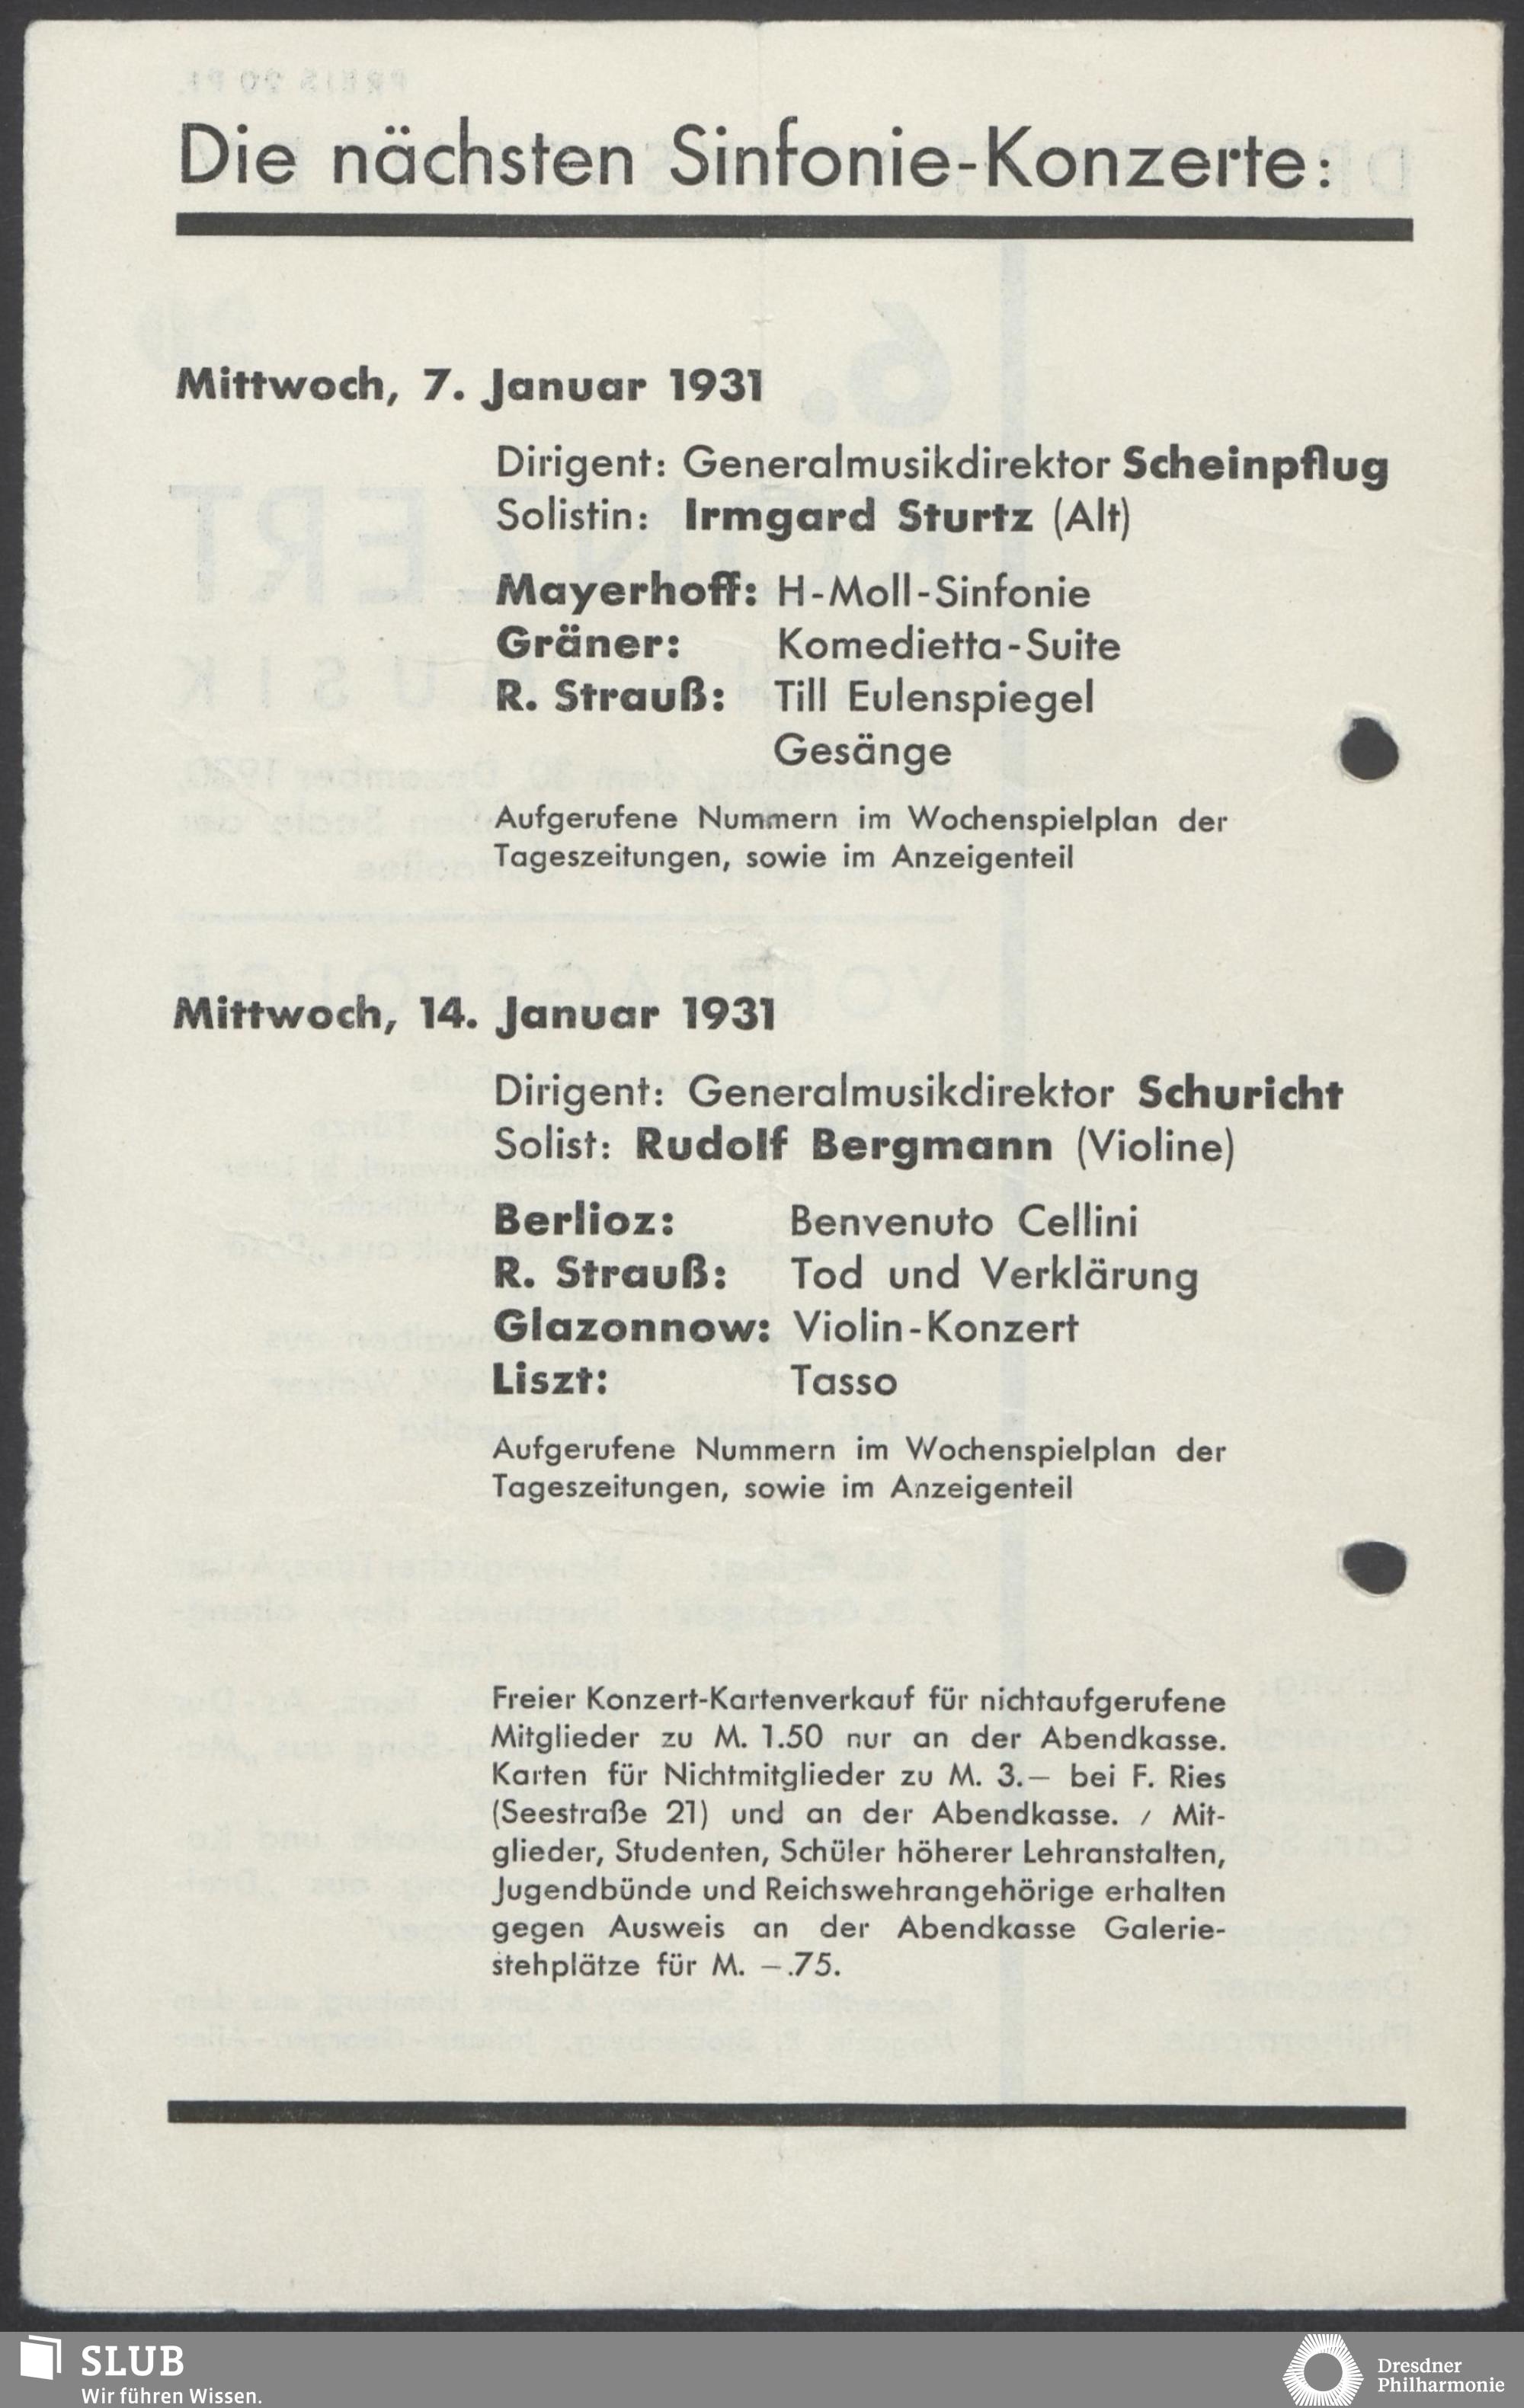 Die nächsten Sinfonie-Konzerte:
Mittwoch, 7. Januar 1931
Dirigent: Generalmusikdirektor Scheinpflug
Solistin: Irmgard Sturtz (Alt)
Mayerhoff: H-Moll-Sinfonie
Gräner: Komedietta-Suite
R. Strauß: Till Eulenspiegel
Gesänge
Aufgerufene Nummern im Wochenspielplan der
Tageszeitungen, sowie im Anzeigenteil
Mittwoch, 14. Januar 1931
Dirigent: Generalmusikdirektor Schuricht
Solist: Rudolf Bergmann (Violine)
Berlioz: Benvenuto Cellini
R. Strauß: Tod und Verklärung
Glazonnow: Violin-Konzert
Liszt: Tasso
Aufgerufene Nummern im Wochenspielplan der
Tageszeitungen, sowie im Anzeigenteil
Freier Konzert-Kartenverkauf für nichtaufgerufene
Mitglieder zu M. 1.50 nur an der Abendkasse.
Karten für Nichtmitglieder zu M. 3.— bei F. Ries
(Seestraße 21) und an der Abendkasse. / Mit-
glieder, Studenten, Schüler höherer Lehranstalten,
Jugendbünde und Reichswehrangehörige erhalten
gegen Ausweis an der Abendkasse Galerie-
stehplätze für M. —.75.
SLUB
Wir führen Wissen.
Dresdner
Philharmonie